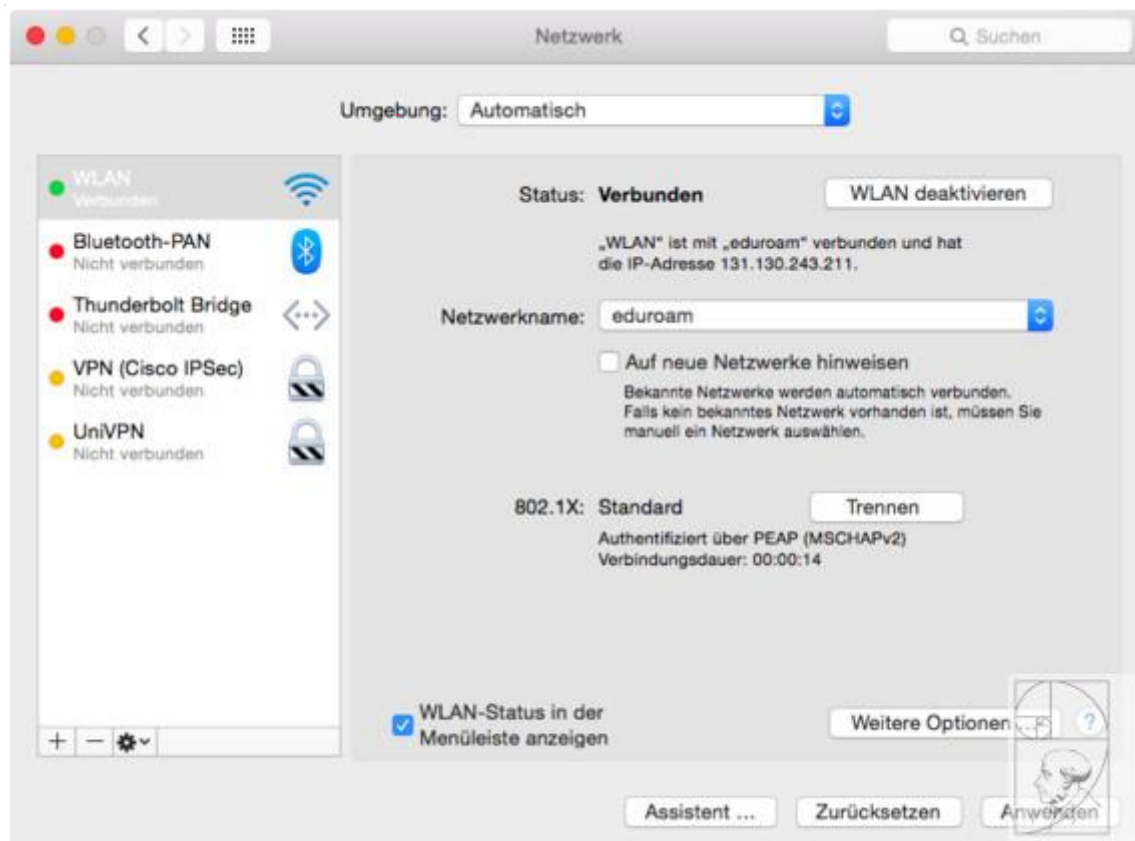 Netzwerk
Suchen
Umgebung: Automatisch
WLAN
Verbunden
Bluetooth-PAN
Nicht verbunden
Thunderbolt Bridge
Nicht verbunden
VPN (Cisco IPSec)
Nicht verbunden
UniVPN
Nicht verbunden
Status: Verbunden
WLAN deaktivieren
„WLAN“ ist mit „eduroam“ verbunden und hat
die IP-Adresse 131.130.243.211.
Netzwerkname: eduroam
Auf neue Netzwerke hinweisen
Bekannte Netzwerke werden automatisch verbunden.
Falls kein bekanntes Netzwerk vorhanden ist, müssen Sie
manuell ein Netzwerk auswählen.
802.1X: Standard
Trennen
Authentifiziert über PEAP (MSCHAPv2)
Verbindungsdauer: 00:00:14
WLAN-Status in der
Menüleiste anzeigen
Weitere Optionen ...
?
Assistent ...
Zurücksetzen
Anwenden